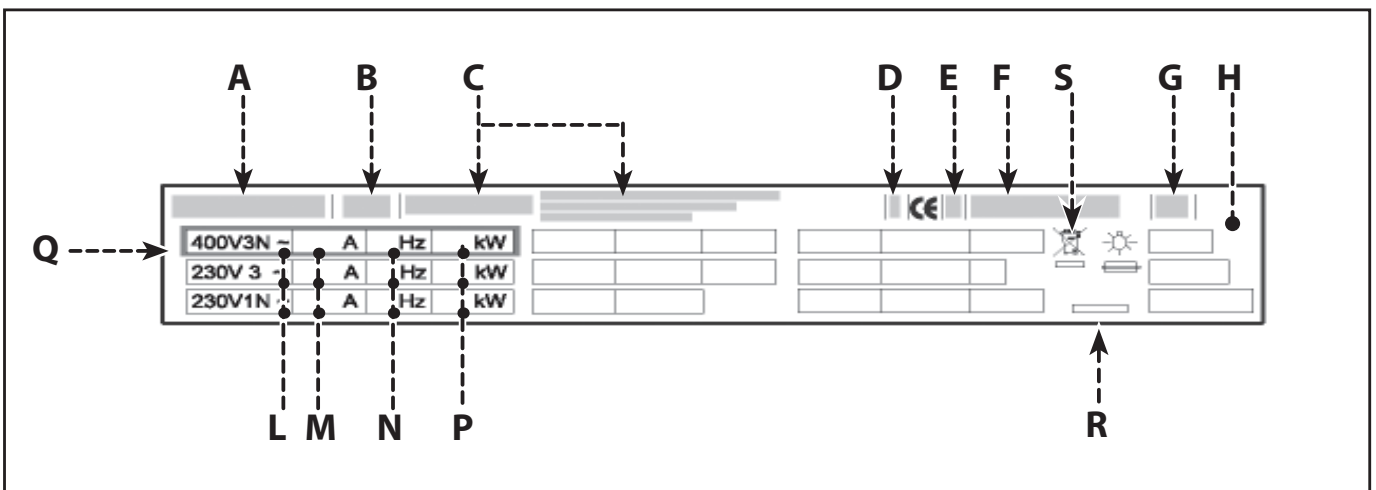 A B C D E F S G H
CE
Q
400V3N ~ A Hz kW
230V 3 ~ A Hz kW
230V1N ~ A Hz kW
L M N P R